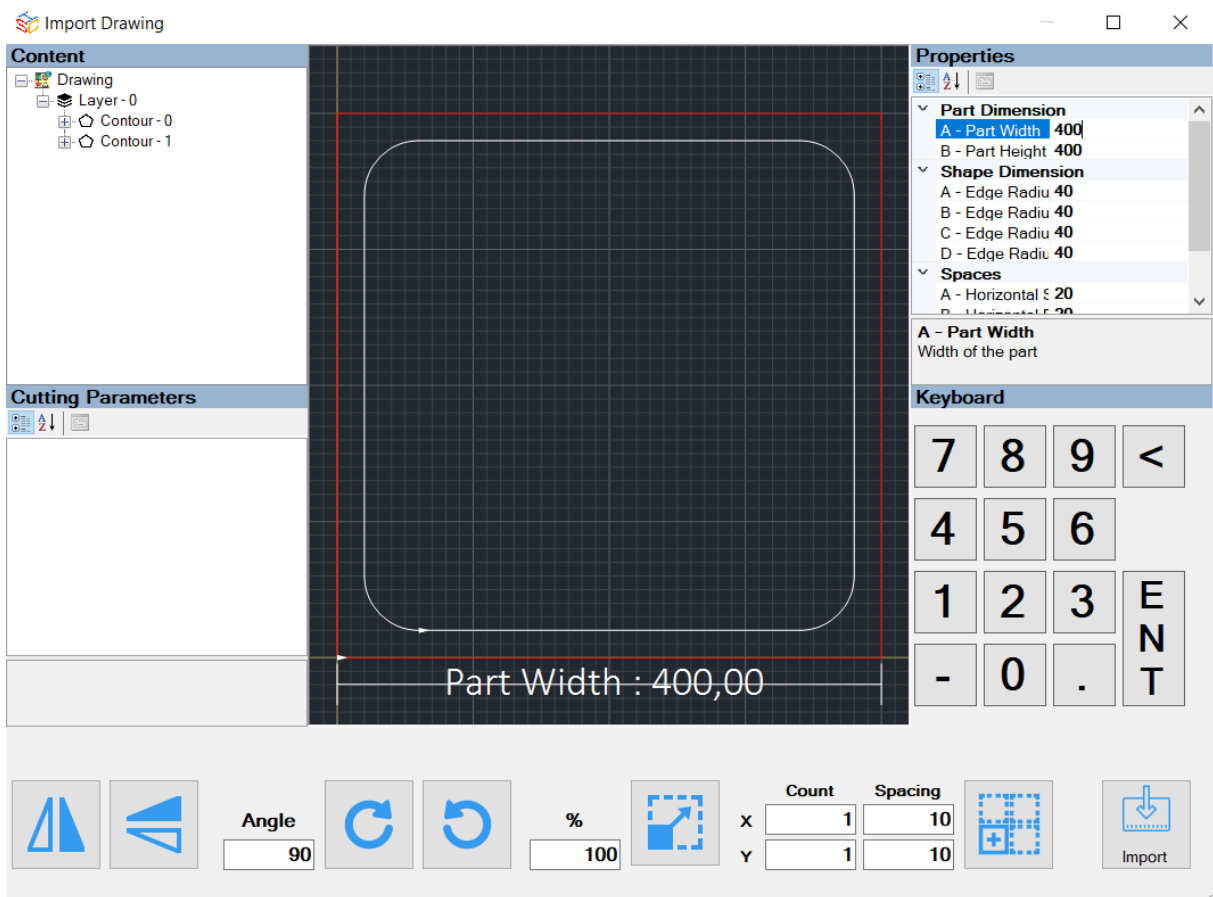 Import Drawing
Content
Drawing
Layer - 0
Contour - 0
Contour - 1
Cutting Parameters
Part Width : 400,00
Properties
Part Dimension
A - Part Width 400
B - Part Height 400
Shape Dimension
A - Edge Radiu 40
B - Edge Radiu 40
C - Edge Radiu 40
D - Edge Radiu 40
Spaces
A - Horizontal S 20
20
A - Part Width
Width of the part
Keyboard
7 8 9 <
4 5 6
1 2 3 ENT
- 0 .
Angle
90
%
100
Count Spacing
X 1 10
Y 1 10
Import